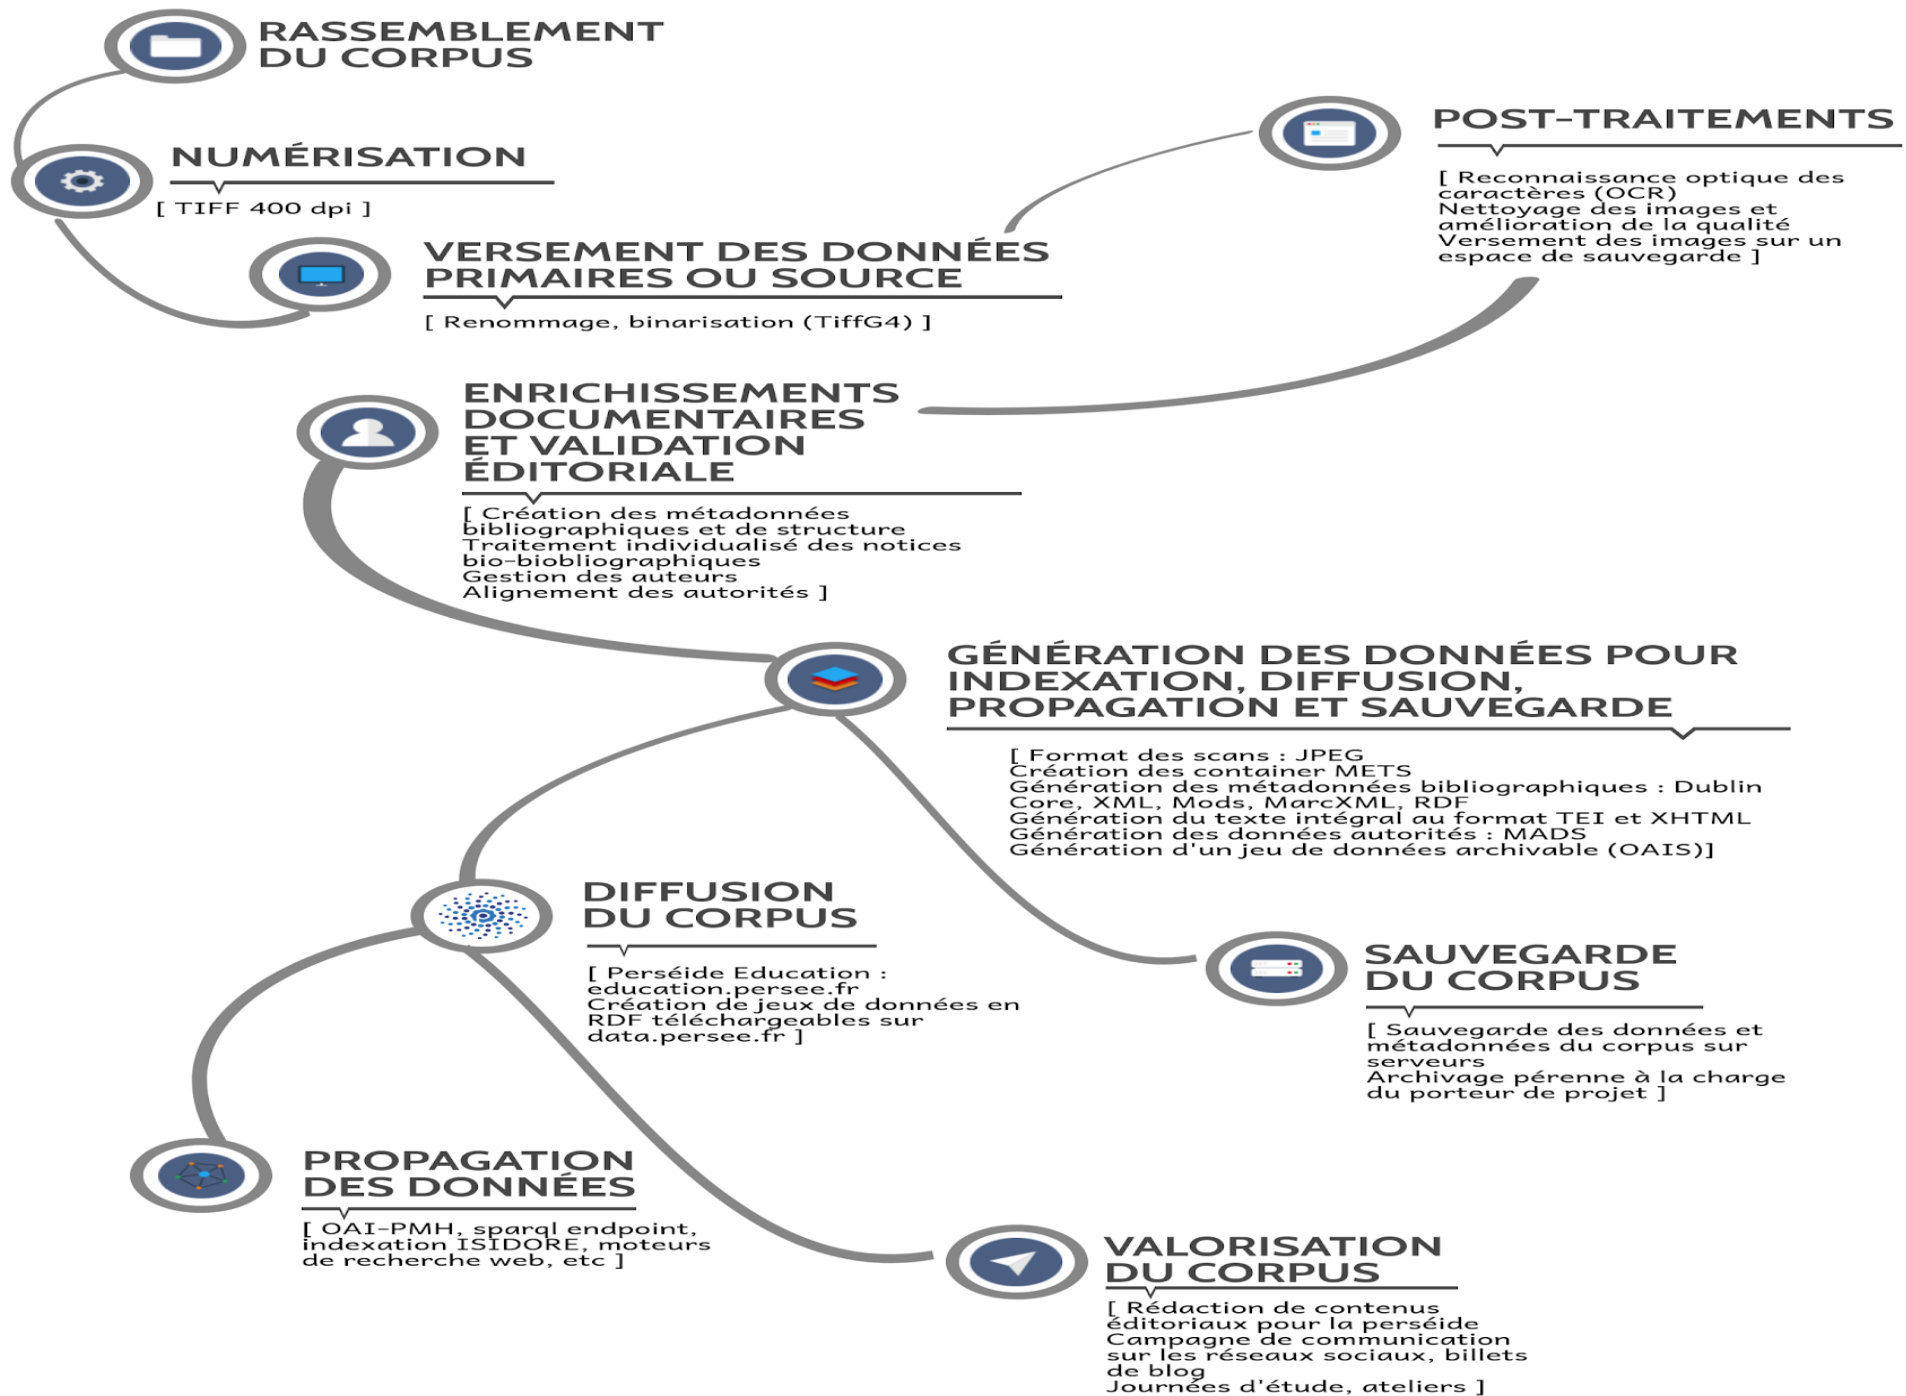 RASSEMBLEMENT
DU CORPUS
NUMÉRISATION
[ TIFF 400 dpi ]
VERSEMENT DES DONNÉES
PRIMAIRES OU SOURCE
[ Renommage, binarisation (TiffG4) ]
POST-TRAITEMENTS
[ Reconnaissance optique des
caractères (OCR)
Nettoyage des images et
amélioration de la qualité
Versement des images sur un
espace de sauvegarde ]
ENRICHISSEMENTS
DOCUMENTAIRES
ET VALIDATION
ÉDITORIALE
[ Création des métadonnées
bibliographiques et de structure
Traitement individualisé des notices
bio-biobliographiques
Gestion des auteurs
Alignement des autorités ]
GÉNÉRATION DES DONNÉES POUR
INDEXATION, DIFFUSION,
PROPAGATION ET SAUVEGARDE
[ Format des scans : JPEG
Création des container METS
Génération des métadonnées bibliographiques : Dublin
Core, XML, Mods, MarcXML, RDF
Génération du texte intégral au format TEI et XHTML
Génération des données autorités : MADS
Génération d'un jeu de données archivable (OAIS)]
DIFFUSION
DU CORPUS
[ Perséide Education :
education.persee.fr
Création de jeux de données en
RDF téléchargeables sur
data.persee.fr ]
SAUVEGARDE
DU CORPUS
[ Sauvegarde des données et
métadonnées du corpus sur
serveurs
Archivage pérenne à la charge
du porteur de projet ]
PROPAGATION
DES DONNÉES
[ OAI-PMH, sparql endpoint,
indexation ISIDORE, moteurs
de recherche web, etc ]
VALORISATION
DU CORPUS
[ Rédaction de contenus
éditoriaux pour la perséide
Campagne de communication
sur les réseaux sociaux, billets
de blog
Journées d'étude, ateliers ]